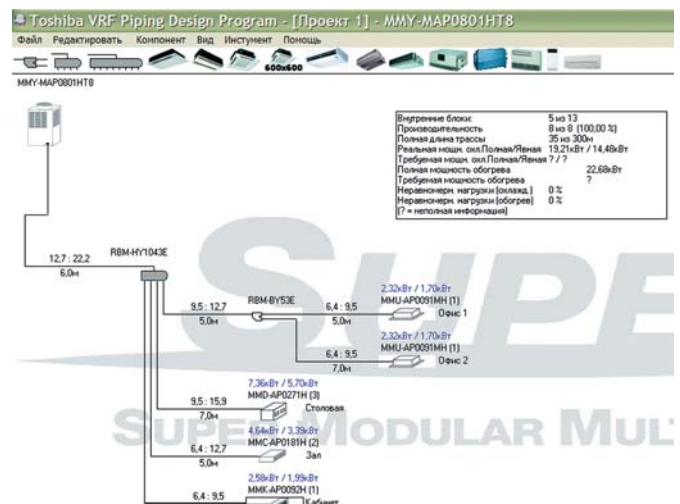 Toshiba VRF Piping Design Program - [Проект 1] - MMY-MAP0801HT8
Файл Редактировать Компонент Вид Инстумент Помощь
600x600
MMY-MAP0801HT8
Внутренние блоки: 5 из 13
Производительность 8 из 8 (100,00 %)
Полная длина трассы 35 из 300м
Реальная мощн. охл.Полная/Явная 19,21кВт / 14,48кВт
Требуемая мощн. охл.Полная/Явная ? / ?
Полная мощность обогрева 22,68кВт
Требуемая мощность обогрева ?
Неравномерн. нагрузки (охлажд.) 0 %
Неравномерн. нагрузки (обогрев) 0 %
(? = неполная информация)
SUPE
12,7 : 22,2
6,0м
RBM-HY1043E
9,5 : 12,7
5,0м
RBM-BY53E
6,4 : 9,5
5,0м
2,32кВт / 1,70кВт
MMU-AP0091MH (1)
Офис 1
2,32кВт / 1,70кВт
MMU-AP0091MH (1)
6,4 : 9,5
7,0м
Офис 2
7,36кВт / 5,70кВт
MMD-AP0271H (3)
9,5 : 15,9
7,0м
Столовая
SUPER MODULAR MULT
4,64кВт / 3,39кВт
MMC-AP0181H (2)
6,4 : 12,7
5,0м
Зал
2,58кВт / 1,99кВт
MMK-AP0092H (1)
6,4 : 9,5
Кабинет